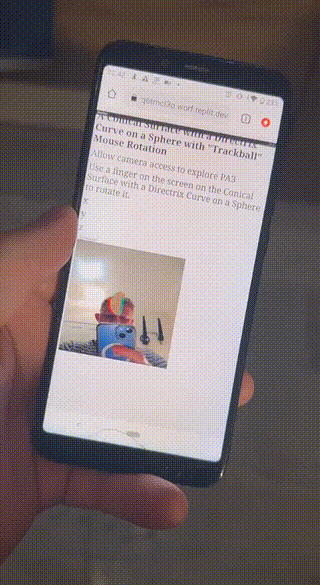 A Conical Surface with a Directrix
Curve on a Sphere with "Trackball"
Mouse Rotation
Allow camera access to explore PA3
Use a finger on the screen on the Conical
Surface with a Directrix Curve on a Sphere
to rotate it.
x
y
z